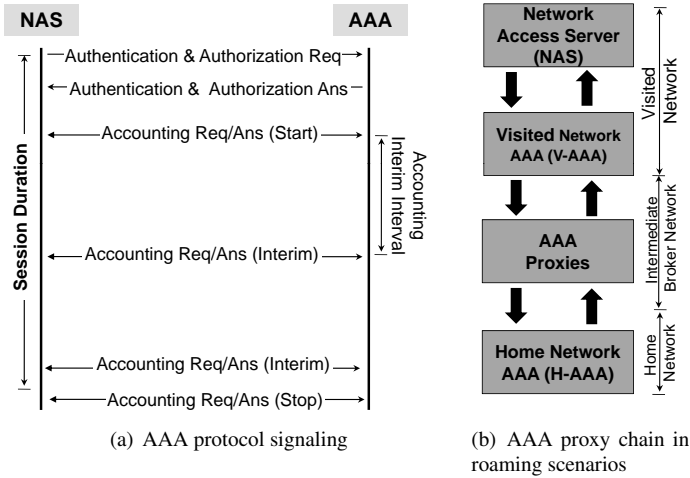 NAS
AAA
Authentication & Authorization Req
Authentication & Authorization Ans
Accounting Req/Ans (Start)
Accounting Req/Ans (Interim)
Accounting Req/Ans (Interim)
Accounting Req/Ans (Stop)
Session Duration
Accounting
Interim Interval
(a) AAA protocol signaling
Network
Access Server
(NAS)
Visited Network
AAA (V-AAA)
AAA
Proxies
Home Network
AAA (H-AAA)
Visited
Network
Intermediate
Broker Network
Home
Network
(b) AAA proxy chain in
roaming scenarios